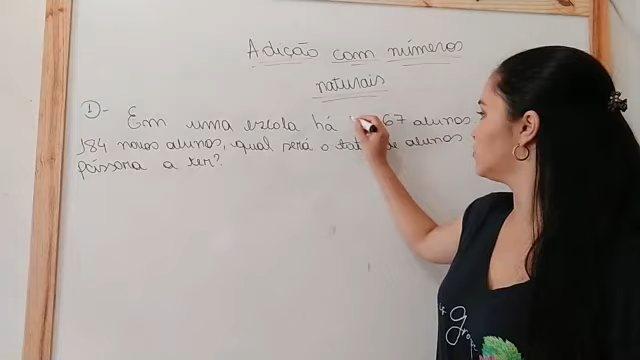 Adição com números
naturais
1)- Em uma escola há 67 alunos
184 novos alunos, qual será o de alunos
passara a ter?